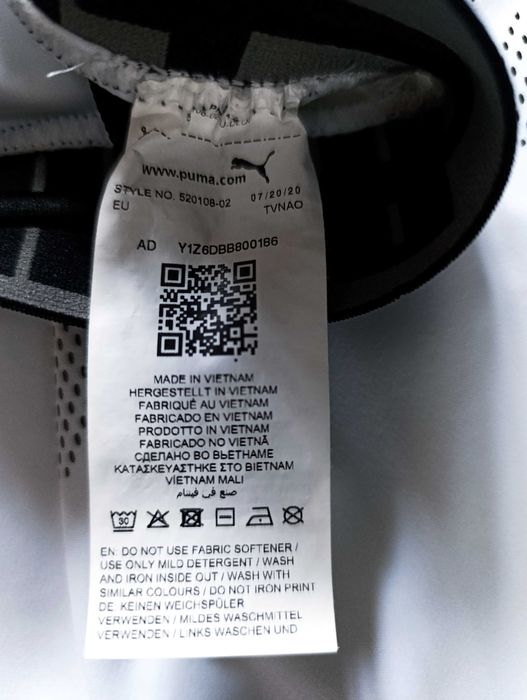 www.puma.com
STYLE NO. 520108-02 07/20/20
EU TVNAO
AD Y1Z6DBB800186
MADE IN VIETNAM
HERGESTELLT IN VIETNAM
FABRIQUÉ AU VIETNAM
FABRICADO EN VIETNAM
PRODOTTO IN VIETNAM
FABRICADO NO VIETNÃ
СДЕЛАНО ВО ВЬЕТНАМЕ
ΚΑΤΑΣΚΕΥΑΣΤΗΚΕ ΣΤΟ ΒΙΕΤΝΑΜ
VİETNAM MALI
صنع في فيتنام
30
EN: DO NOT USE FABRIC SOFTENER /
USE ONLY MILD DETERGENT / WASH
AND IRON INSIDE OUT / WASH WITH
SIMILAR COLOURS / DO NOT IRON PRINT
DE: KEINEN WEICHSPÜLER
VERWENDEN / MILDES WASCHMITTEL
VERWENDEN / LINKS WASCHEN UND